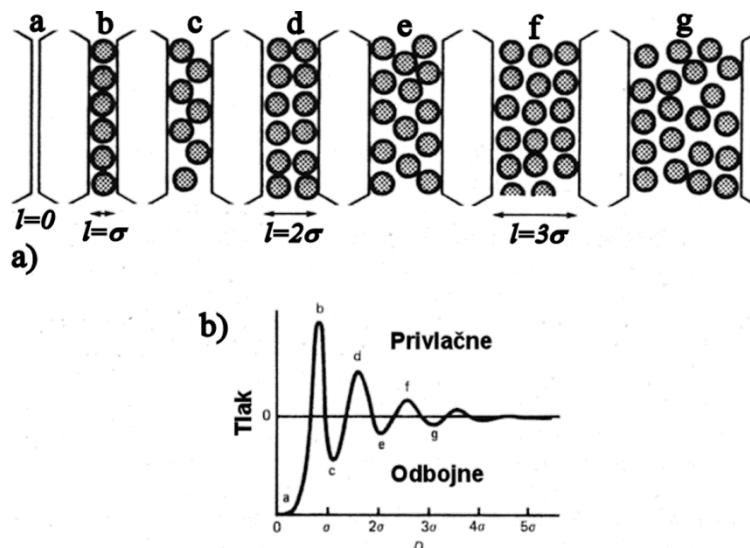 a b c d e f g
l=0 l=σ l=2σ l=3σ
a)
b)
b
Privlačne
d
f
Tlak
0
e
g
c
Odbojne
a
0 σ 2σ 3σ 4σ 5σ